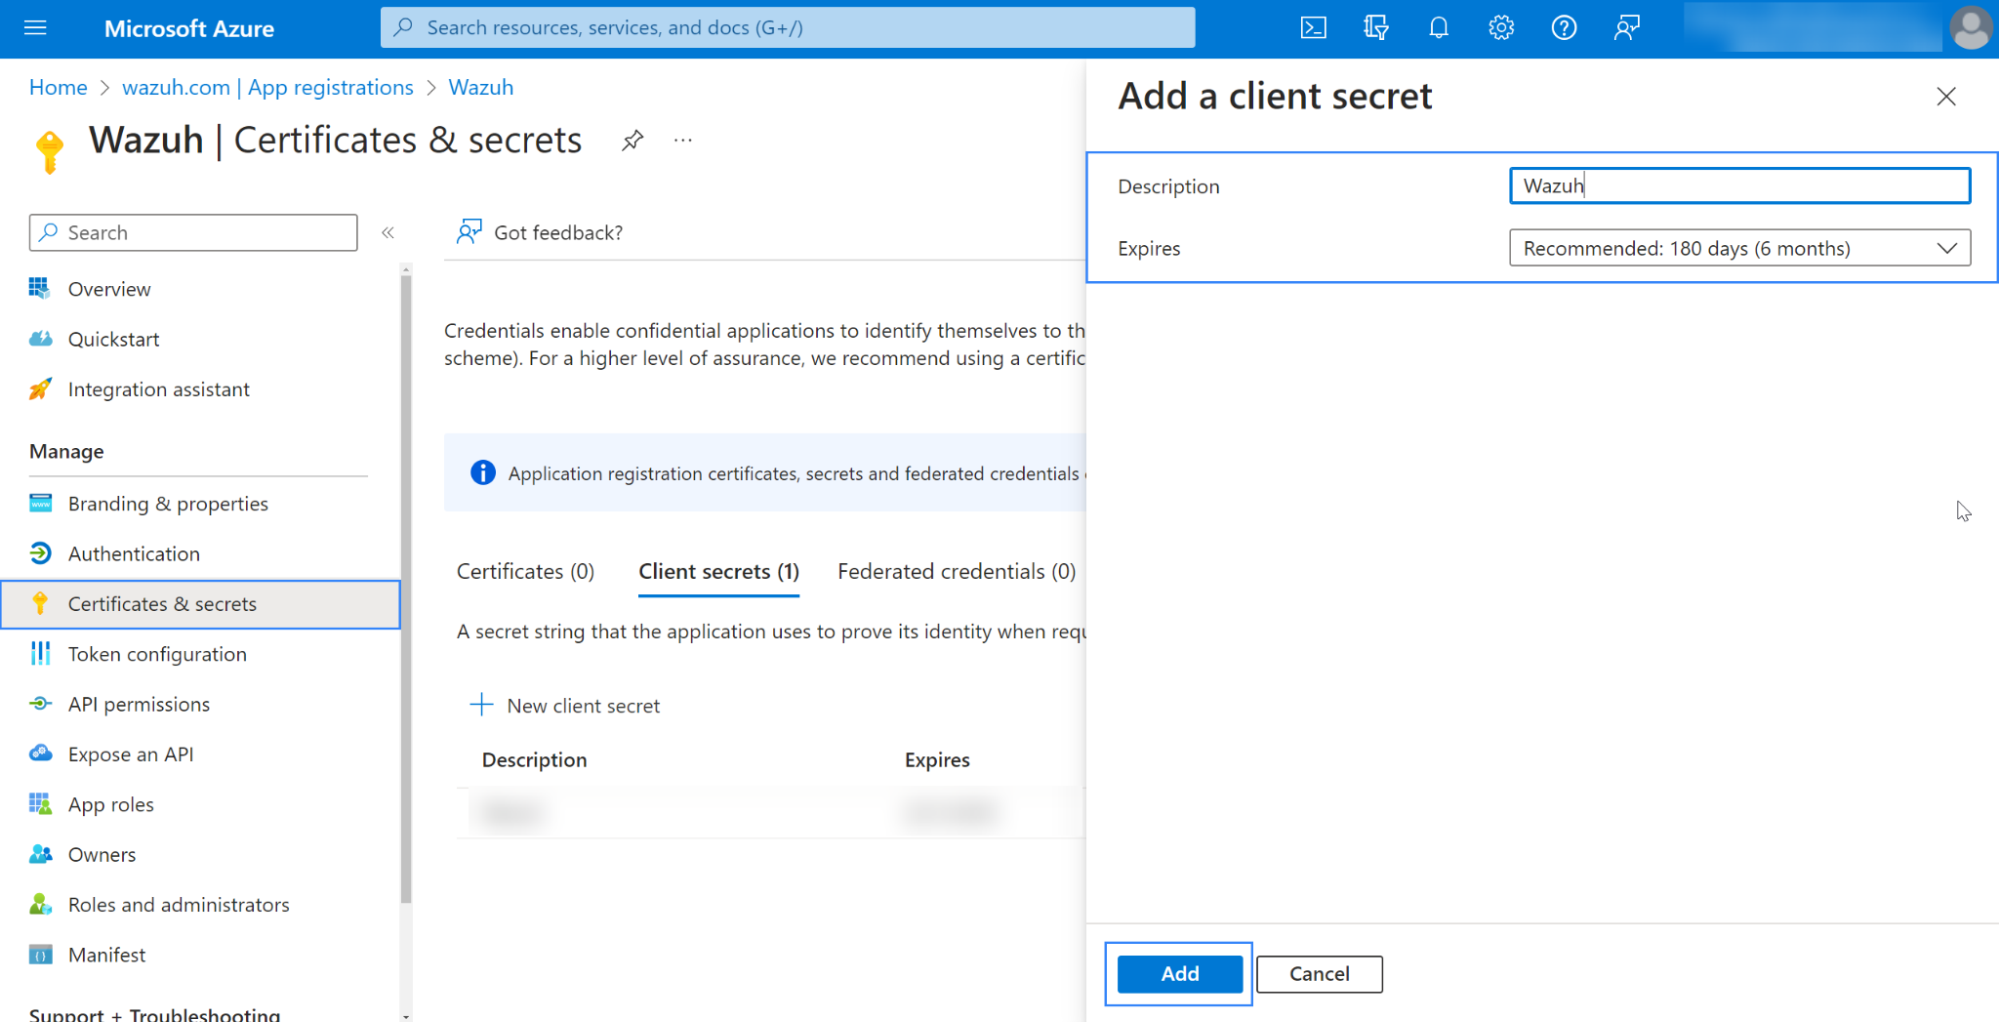 Microsoft Azure
Search resources, services, and docs (G+/)
Home > wazuh.com | App registrations > Wazuh
Wazuh | Certificates & secrets
Search
Overview
Quickstart
Integration assistant
Manage
Branding & properties
Authentication
Certificates & secrets
Token configuration
API permissions
Expose an API
App roles
Owners
Roles and administrators
Manifest
Support + Troubleshooting
Got feedback?
Credentials enable confidential applications to identify themselves to th
scheme). For a higher level of assurance, we recommend using a certific
Application registration certificates, secrets and federated credentials
Certificates (0) Client secrets (1) Federated credentials (0)
A secret string that the application uses to prove its identity when requ
New client secret
Description Expires
Add a client secret
Description Wazuh
Expires Recommended: 180 days (6 months)
Add Cancel